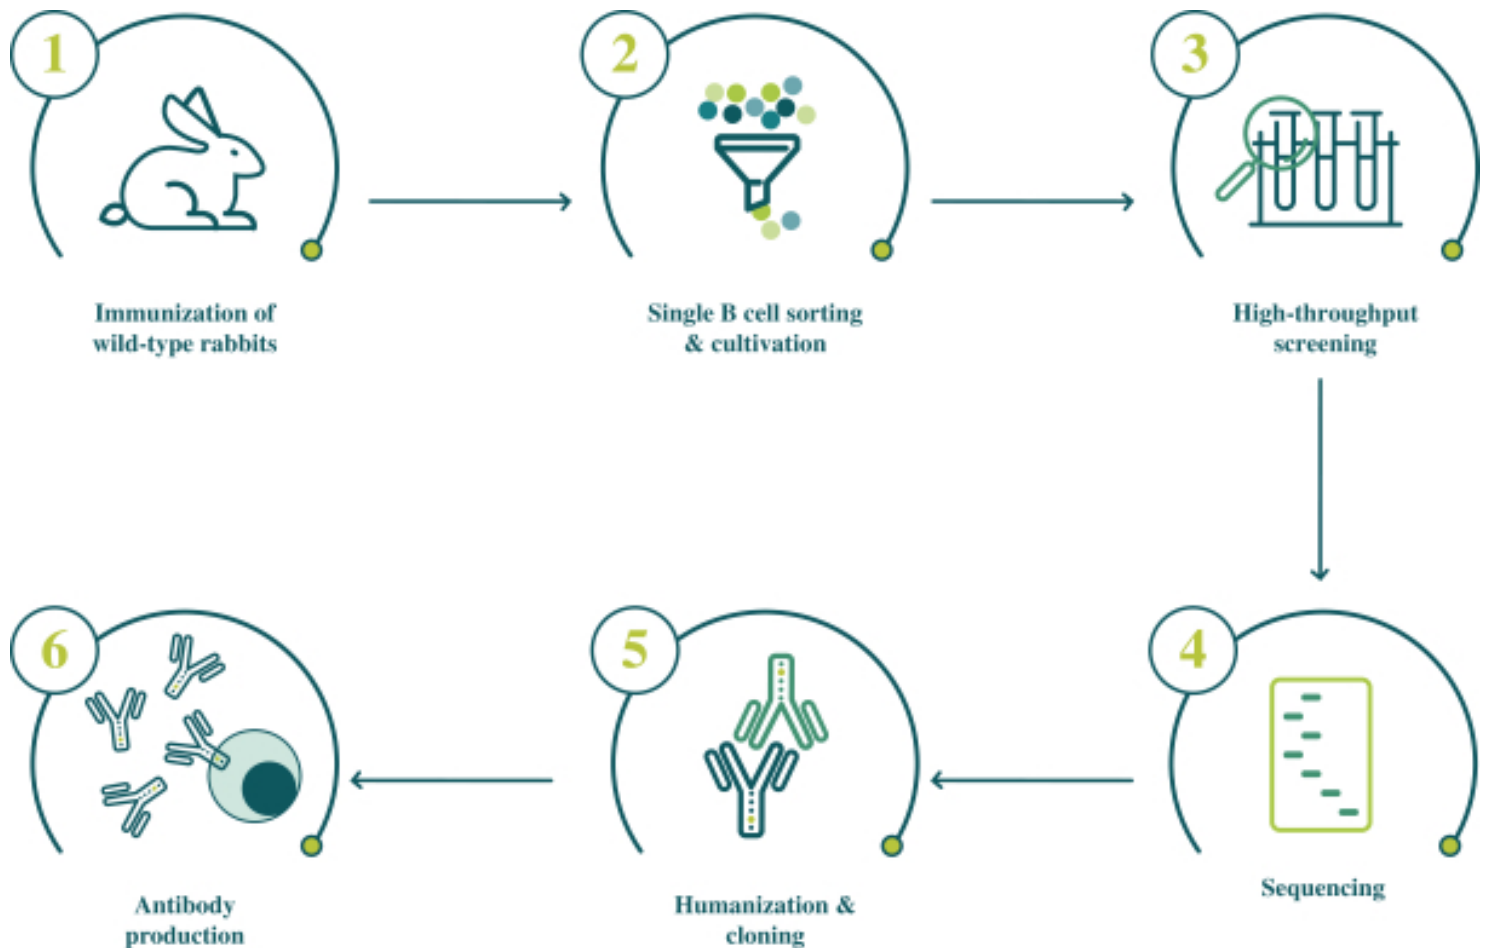 1
Immunization of
wild-type rabbits
2
Single B cell sorting
& cultivation
3
High-throughput
screening
4
Sequencing
5
Humanization &
cloning
6
Antibody
production